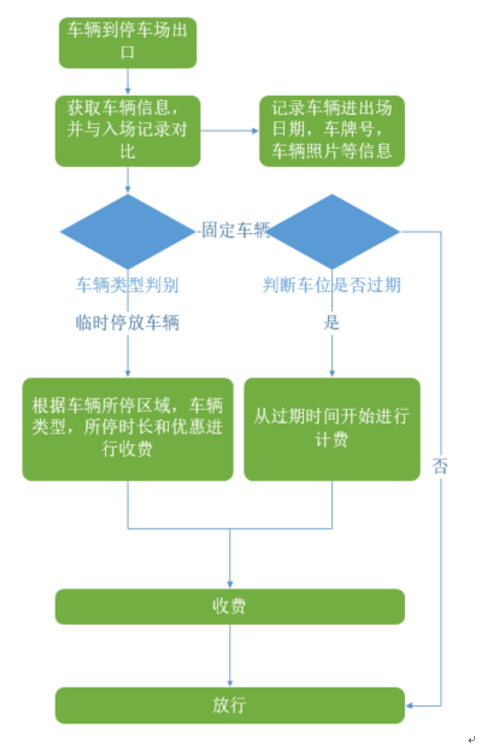 车辆到停车场出
口
获取车辆信息，
并与入场记录对
比
记录车辆进出场
日期，车牌号，
车辆照片等信息
固定车辆
车辆类型判别
判断车位是否过期
临时停放车辆
是
根据车辆所停区域，车辆
类型，所停时长和优惠进
行收费
从过期时间开始进行
计费
否
收费
放行